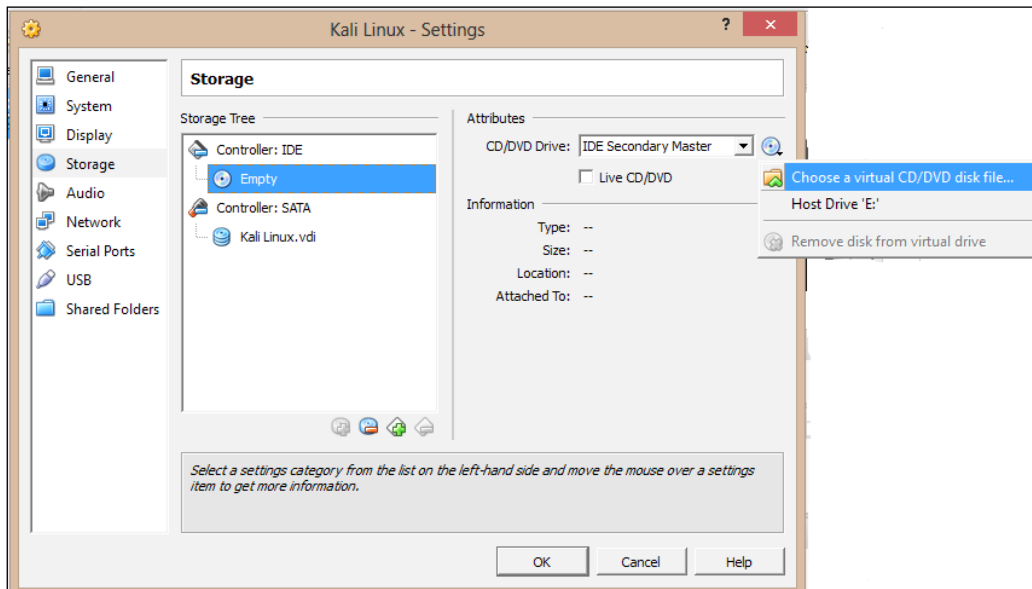 Kali Linux - Settings
?
General
System
Display
Storage
Audio
Network
Serial Ports
USB
Shared Folders
Storage
Storage Tree
Controller: IDE
Empty
Controller: SATA
Kali Linux.vdi
Attributes
CD/DVD Drive: IDE Secondary Master
Live CD/DVD
Information
Type: --
Size: --
Location: --
Attached To: --
Choose a virtual CD/DVD disk file...
Host Drive 'E:'
Remove disk from virtual drive
Select a settings category from the list on the left-hand side and move the mouse over a settings
item to get more information.
OK Cancel Help